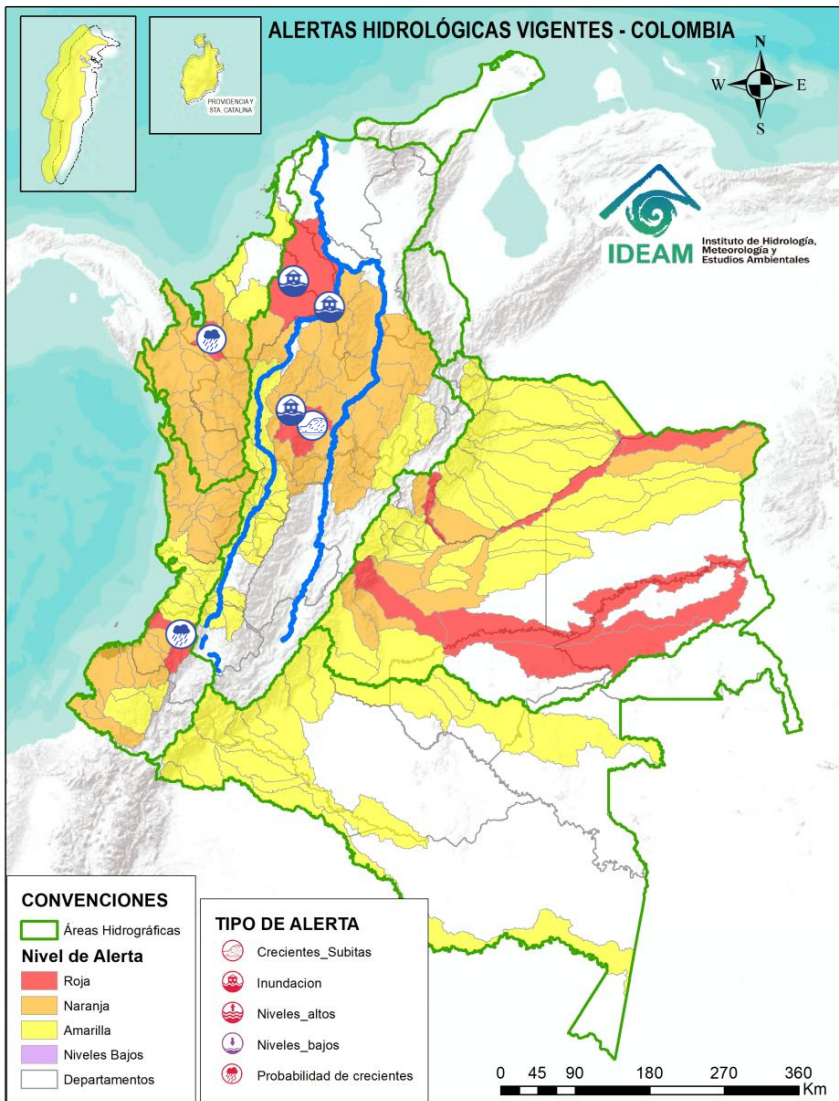 ALERTAS HIDROLÓGICAS VIGENTES - COLOMBIA
PROVIDENCIA Y
STA. CATALINA
N
W
E
S
IDEAM
Instituto de Hidrología,
Meteorología y
Estudios Ambientales
CONVENCIONES
Áreas Hidrográficas
Nivel de Alerta
Roja
Naranja
Amarilla
Niveles Bajos
Departamentos
TIPO DE ALERTA
Crecientes_Subitas
Inundacion
Niveles_altos
Niveles_bajos
Probabilidad de crecientes
0 45 90 180 270 360
Km